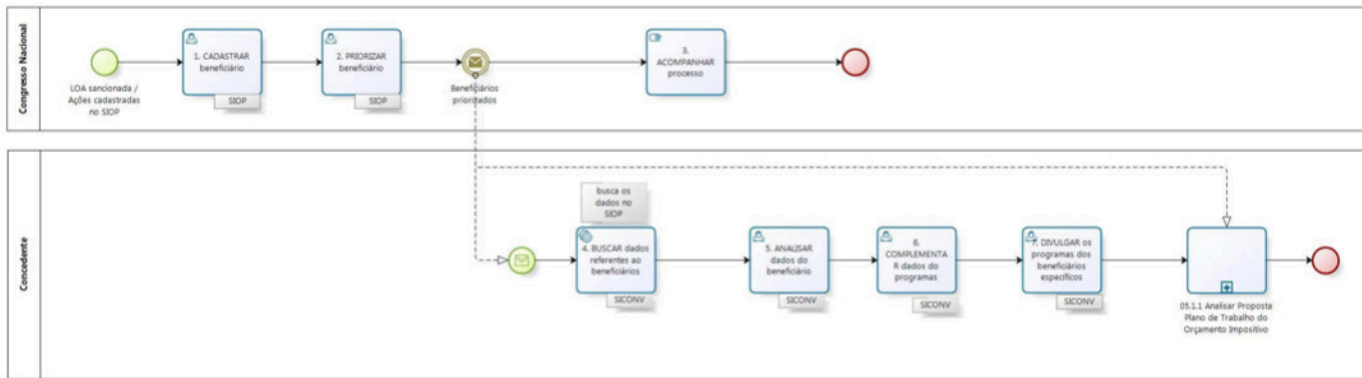 Congresso Nacional
LOA sancionada /
Ações cadastradas
no SIOP
1. CADASTRAR
beneficiário
SIOP
2. PRIORIZAR
beneficiário
SIOP
Beneficiários
priorizados
3.
ACOMPANHAR
processo
Concedente
busca os
dados no
SIOP
4. BUSCAR dados
referentes ao
beneficiários
SICONV
5. ANALISAR
dados do
beneficiário
SICONV
6.
COMPLEMENTA
R dados do
programas
SICONV
7. DIVULGAR os
programas dos
beneficiários
específicos
SICONV
05.1.1 Analisar Proposta
Plano de Trabalho do
Orçamento Impositivo